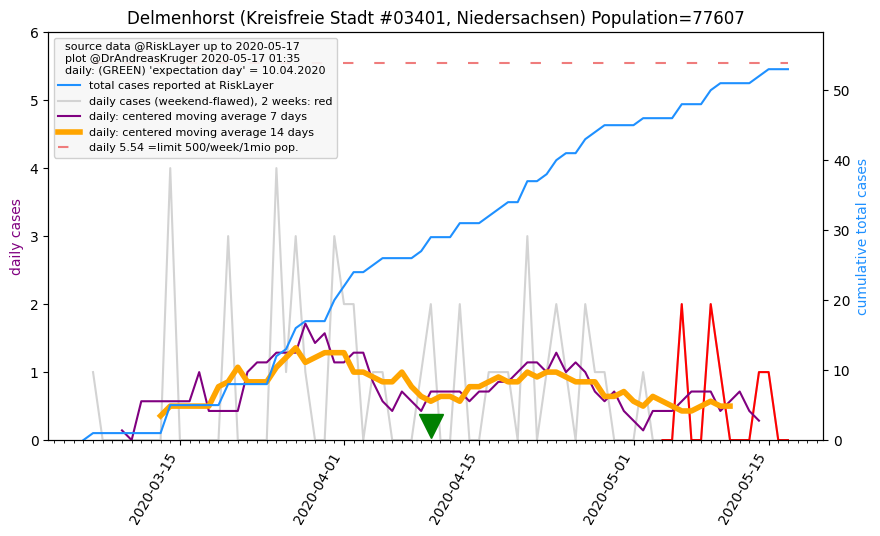 Delmenhorst (Kreisfreie Stadt #03401, Niedersachsen) Population=77607
source data @RiskLayer up to 2020-05-17
plot @DrAndreasKruger 2020-05-17 01:35
daily: (GREEN) 'expectation day' = 10.04.2020
total cases reported at RiskLayer
daily cases (weekend-flawed), 2 weeks: red
daily: centered moving average 7 days
daily: centered moving average 14 days
daily 5.54 =limit 500/week/1mio pop.
daily cases
6
5
4
3
2
1
0
cumulative total cases
50
40
30
20
10
0
2020-03-15
2020-04-01
2020-04-15
2020-05-01
2020-05-15